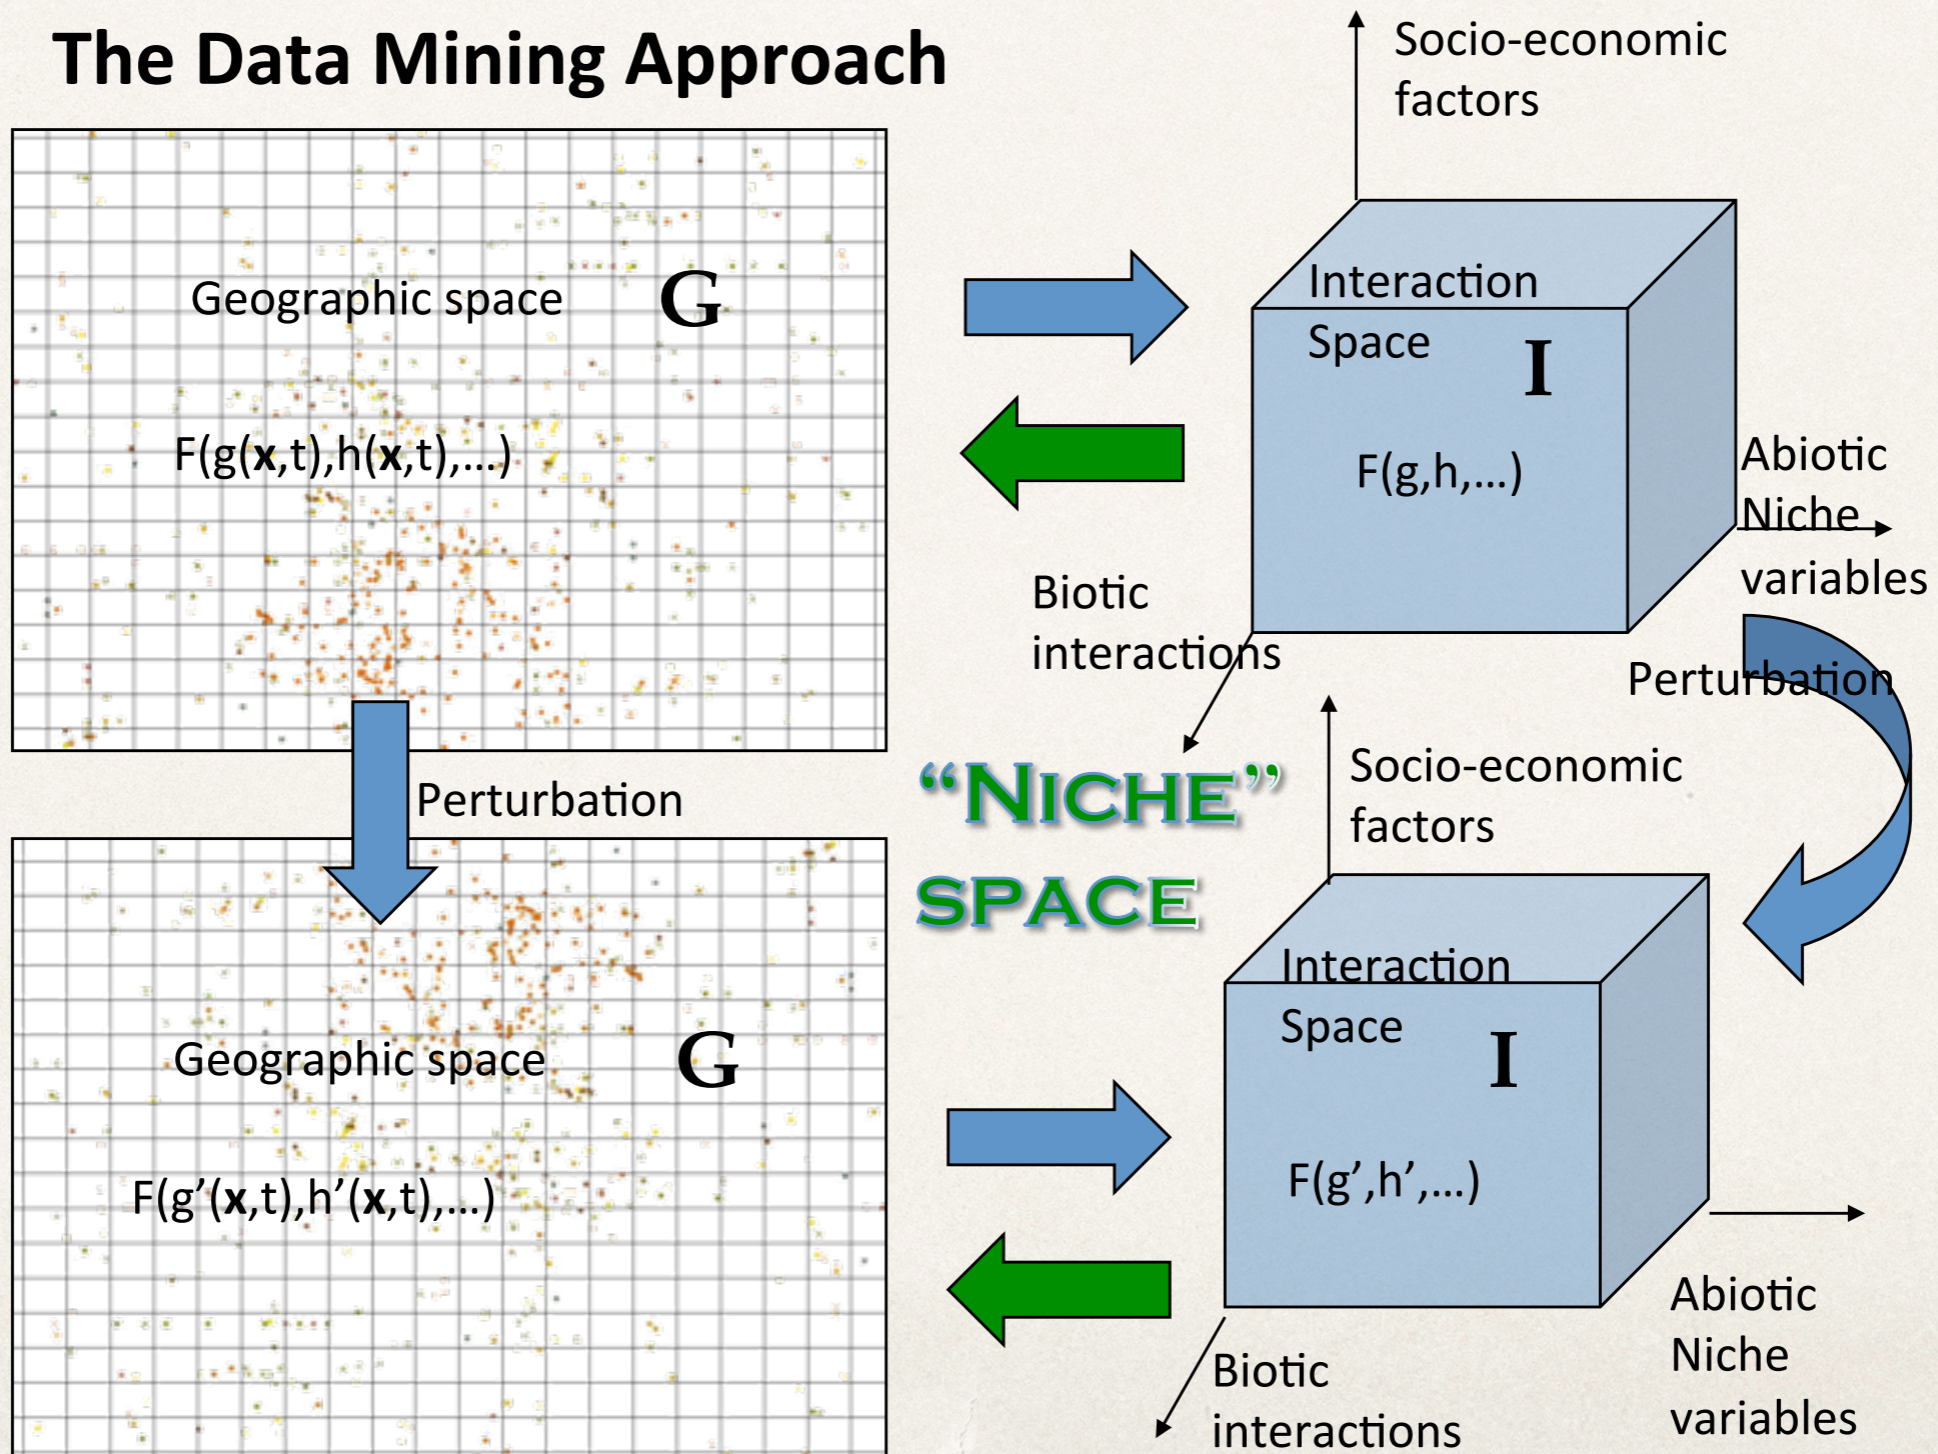 The Data Mining Approach
Socio-economic
factors
Geographic space G
F(g(x,t),h(x,t),...)
Interaction
Space I
F(g,h,...)
Abiotic
Niche
variables
Biotic
interactions
Perturbation
Perturbation
“NICHE”
SPACE
Socio-economic
factors
Geographic space G
F(g’(x,t),h’(x,t),...)
Interaction
Space I
F(g’,h’,...)
Abiotic
Niche
variables
Biotic
interactions